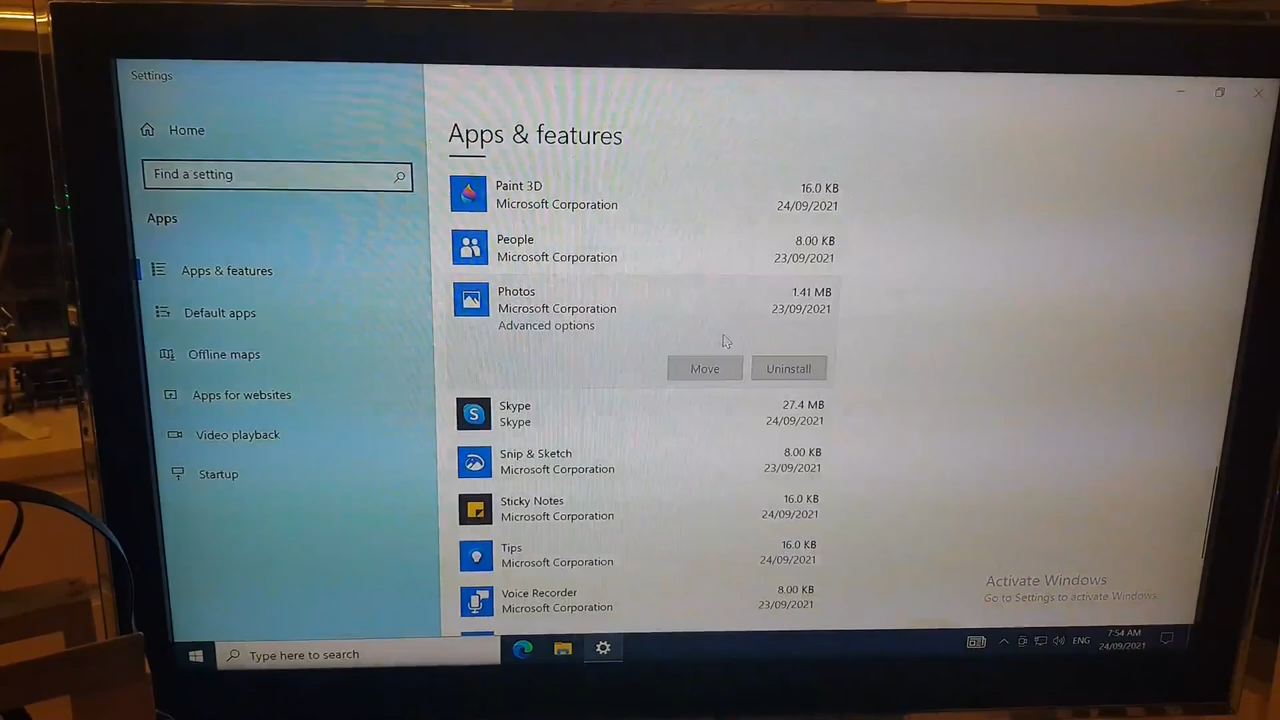 Settings
Home
Find a setting
Apps
Apps & features
Default apps
Offline maps
Apps for websites
Video playback
Startup
Apps & features
Paint 3D
Microsoft Corporation
16.0 KB
24/09/2021
People
Microsoft Corporation
8.00 KB
23/09/2021
Photos
Microsoft Corporation
Advanced options
1.41 MB
23/09/2021
Move
Uninstall
Skype
Skype
27.4 MB
24/09/2021
Snip & Sketch
Microsoft Corporation
8.00 KB
23/09/2021
Sticky Notes
Microsoft Corporation
16.0 KB
24/09/2021
Tips
Microsoft Corporation
16.0 KB
24/09/2021
Voice Recorder
Microsoft Corporation
8.00 KB
23/09/2021
Activate Windows
Go to Settings to activate Windows
Type here to search
ENG
7:54 AM
24/09/2021